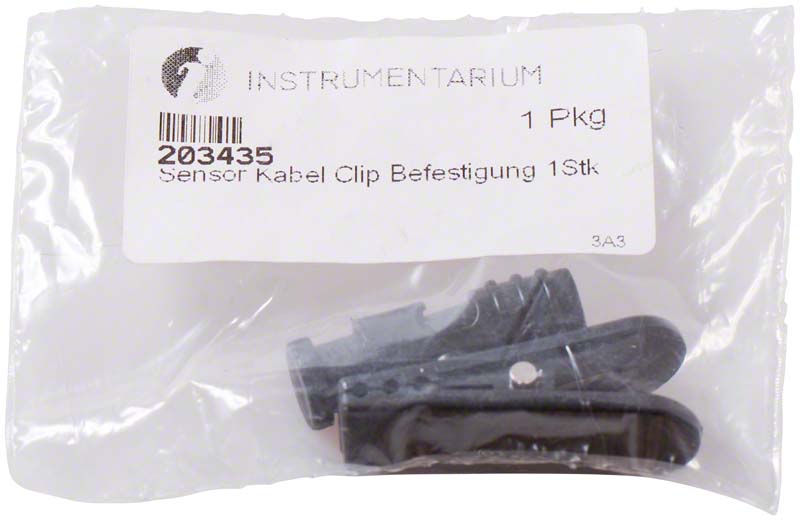 INSTRUMENTARIUM
1 Pkg
203435
Sensor Kabel Clip Befestigung 1Stk
3A3